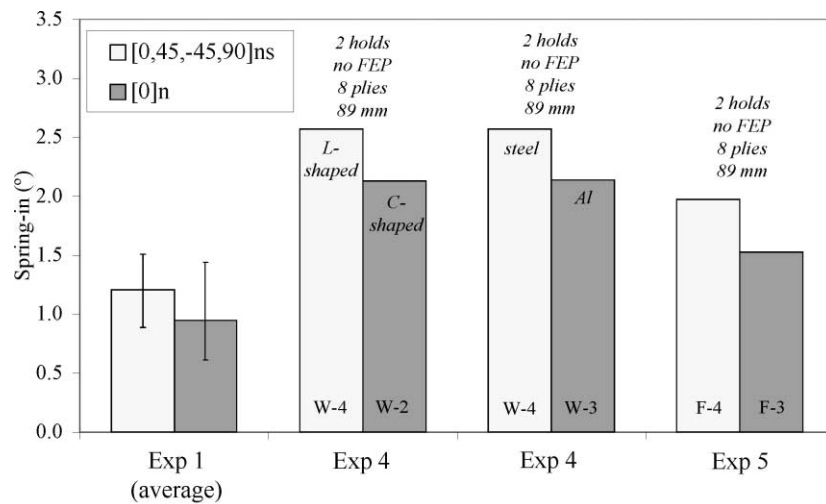 3.5
3.0
2.5
2.0
1.5
1.0
0.5
0.0
Spring-in (°)
[0,45,-45,90]ns
[0]n
2 holds
no FEP
8 plies
89 mm
L-
shaped
C-
shaped
W-4
W-2
2 holds
no FEP
8 plies
89 mm
steel
Al
W-4
W-3
2 holds
no FEP
8 plies
89 mm
F-4
F-3
Exp 1
(average)
Exp 4
Exp 4
Exp 5